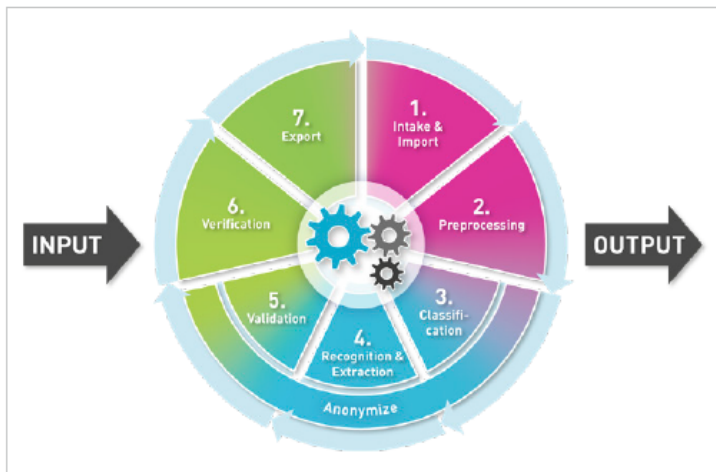 INPUT
1.
Intake &
Import
2.
Preprocessing
3.
Classifi-
cation
4.
Recognition &
Extraction
5.
Validation
6.
Verification
7.
Export
Anonymize
OUTPUT